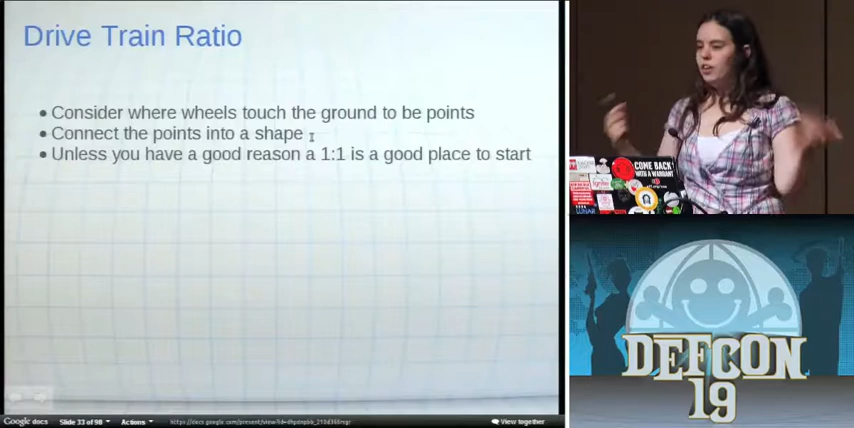 Drive Train Ratio
• Consider where wheels touch the ground to be points
• Connect the points into a shape
• Unless you have a good reason a 1:1 is a good place to start
COME BACK
WITH A WARRANT
Ignite
DEFCON
19
Google docs
Slide 33 of 98
Actions
View together